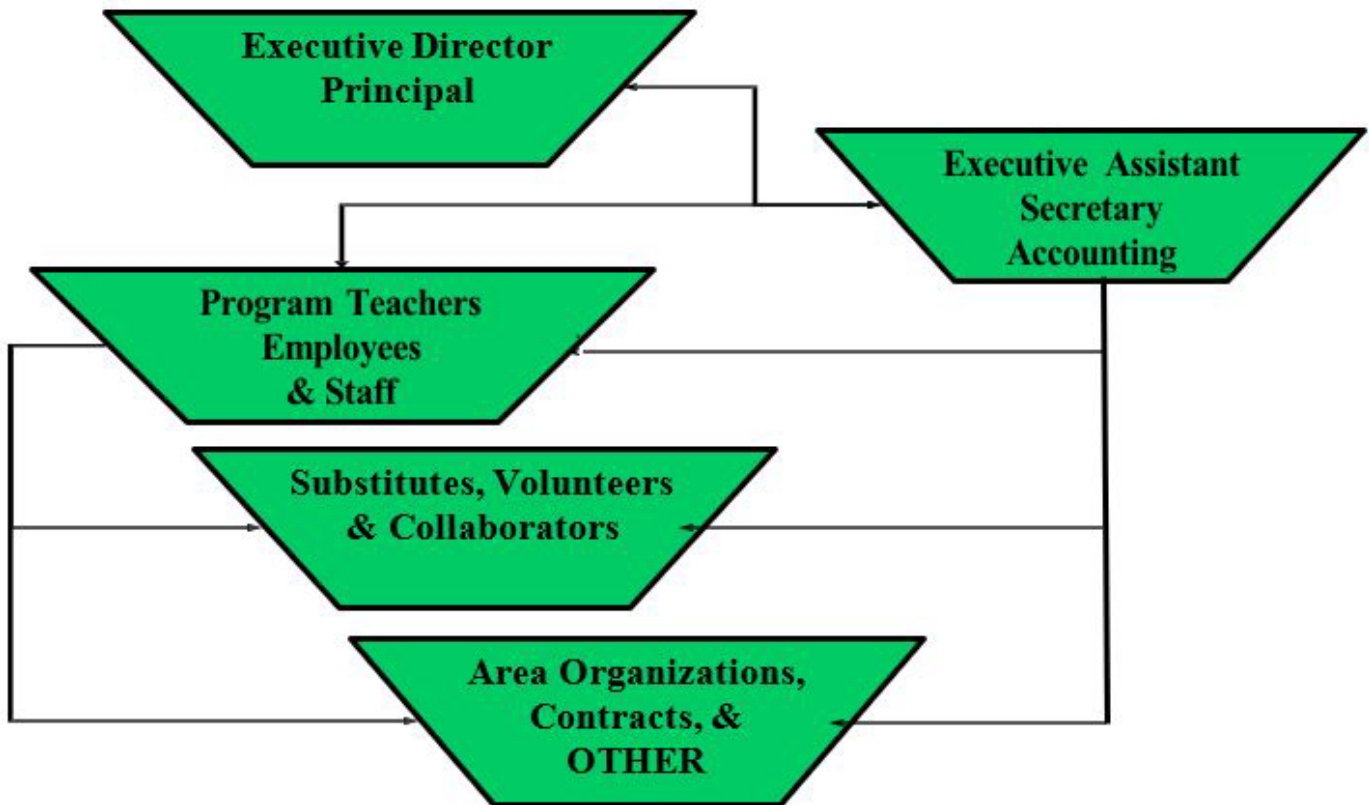 Executive Director
Principal
Executive Assistant
Secretary
Accounting
Program Teachers
Employees
& Staff
Substitutes, Volunteers
& Collaborators
Area Organizations,
Contracts, &
OTHER